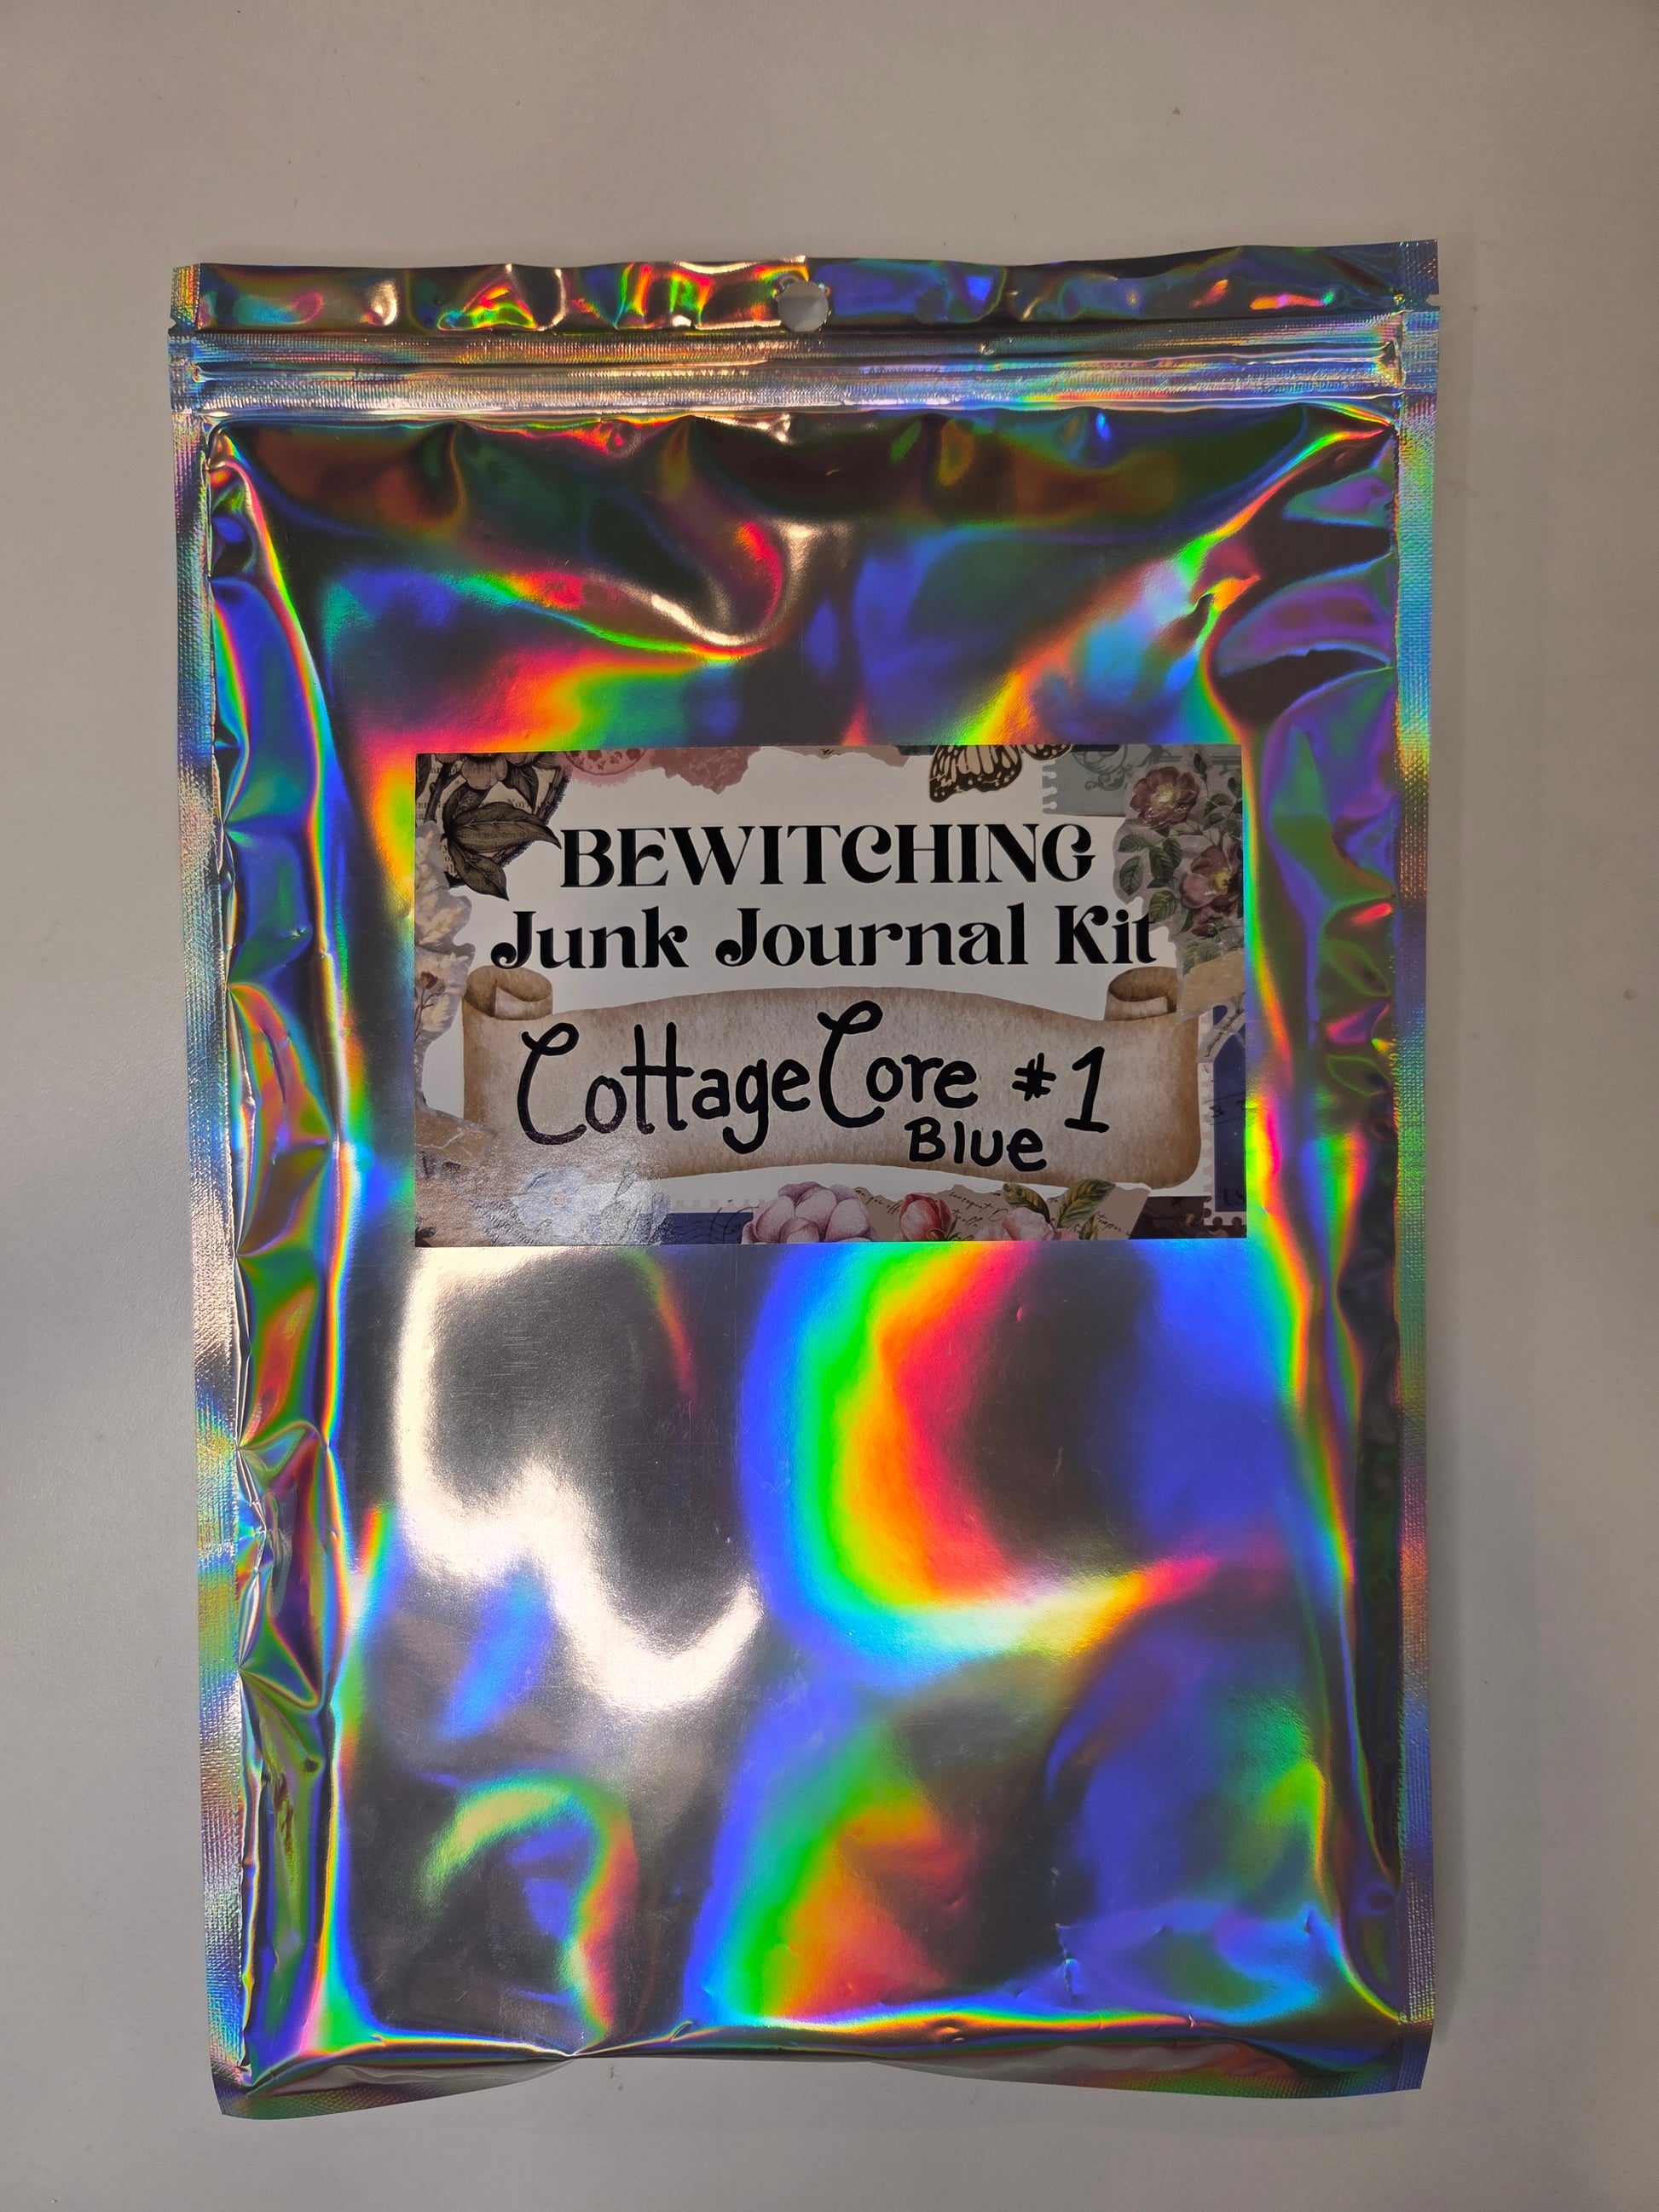 BEWITCHING
Junk Journal Kit
CottageCore #1
Blue